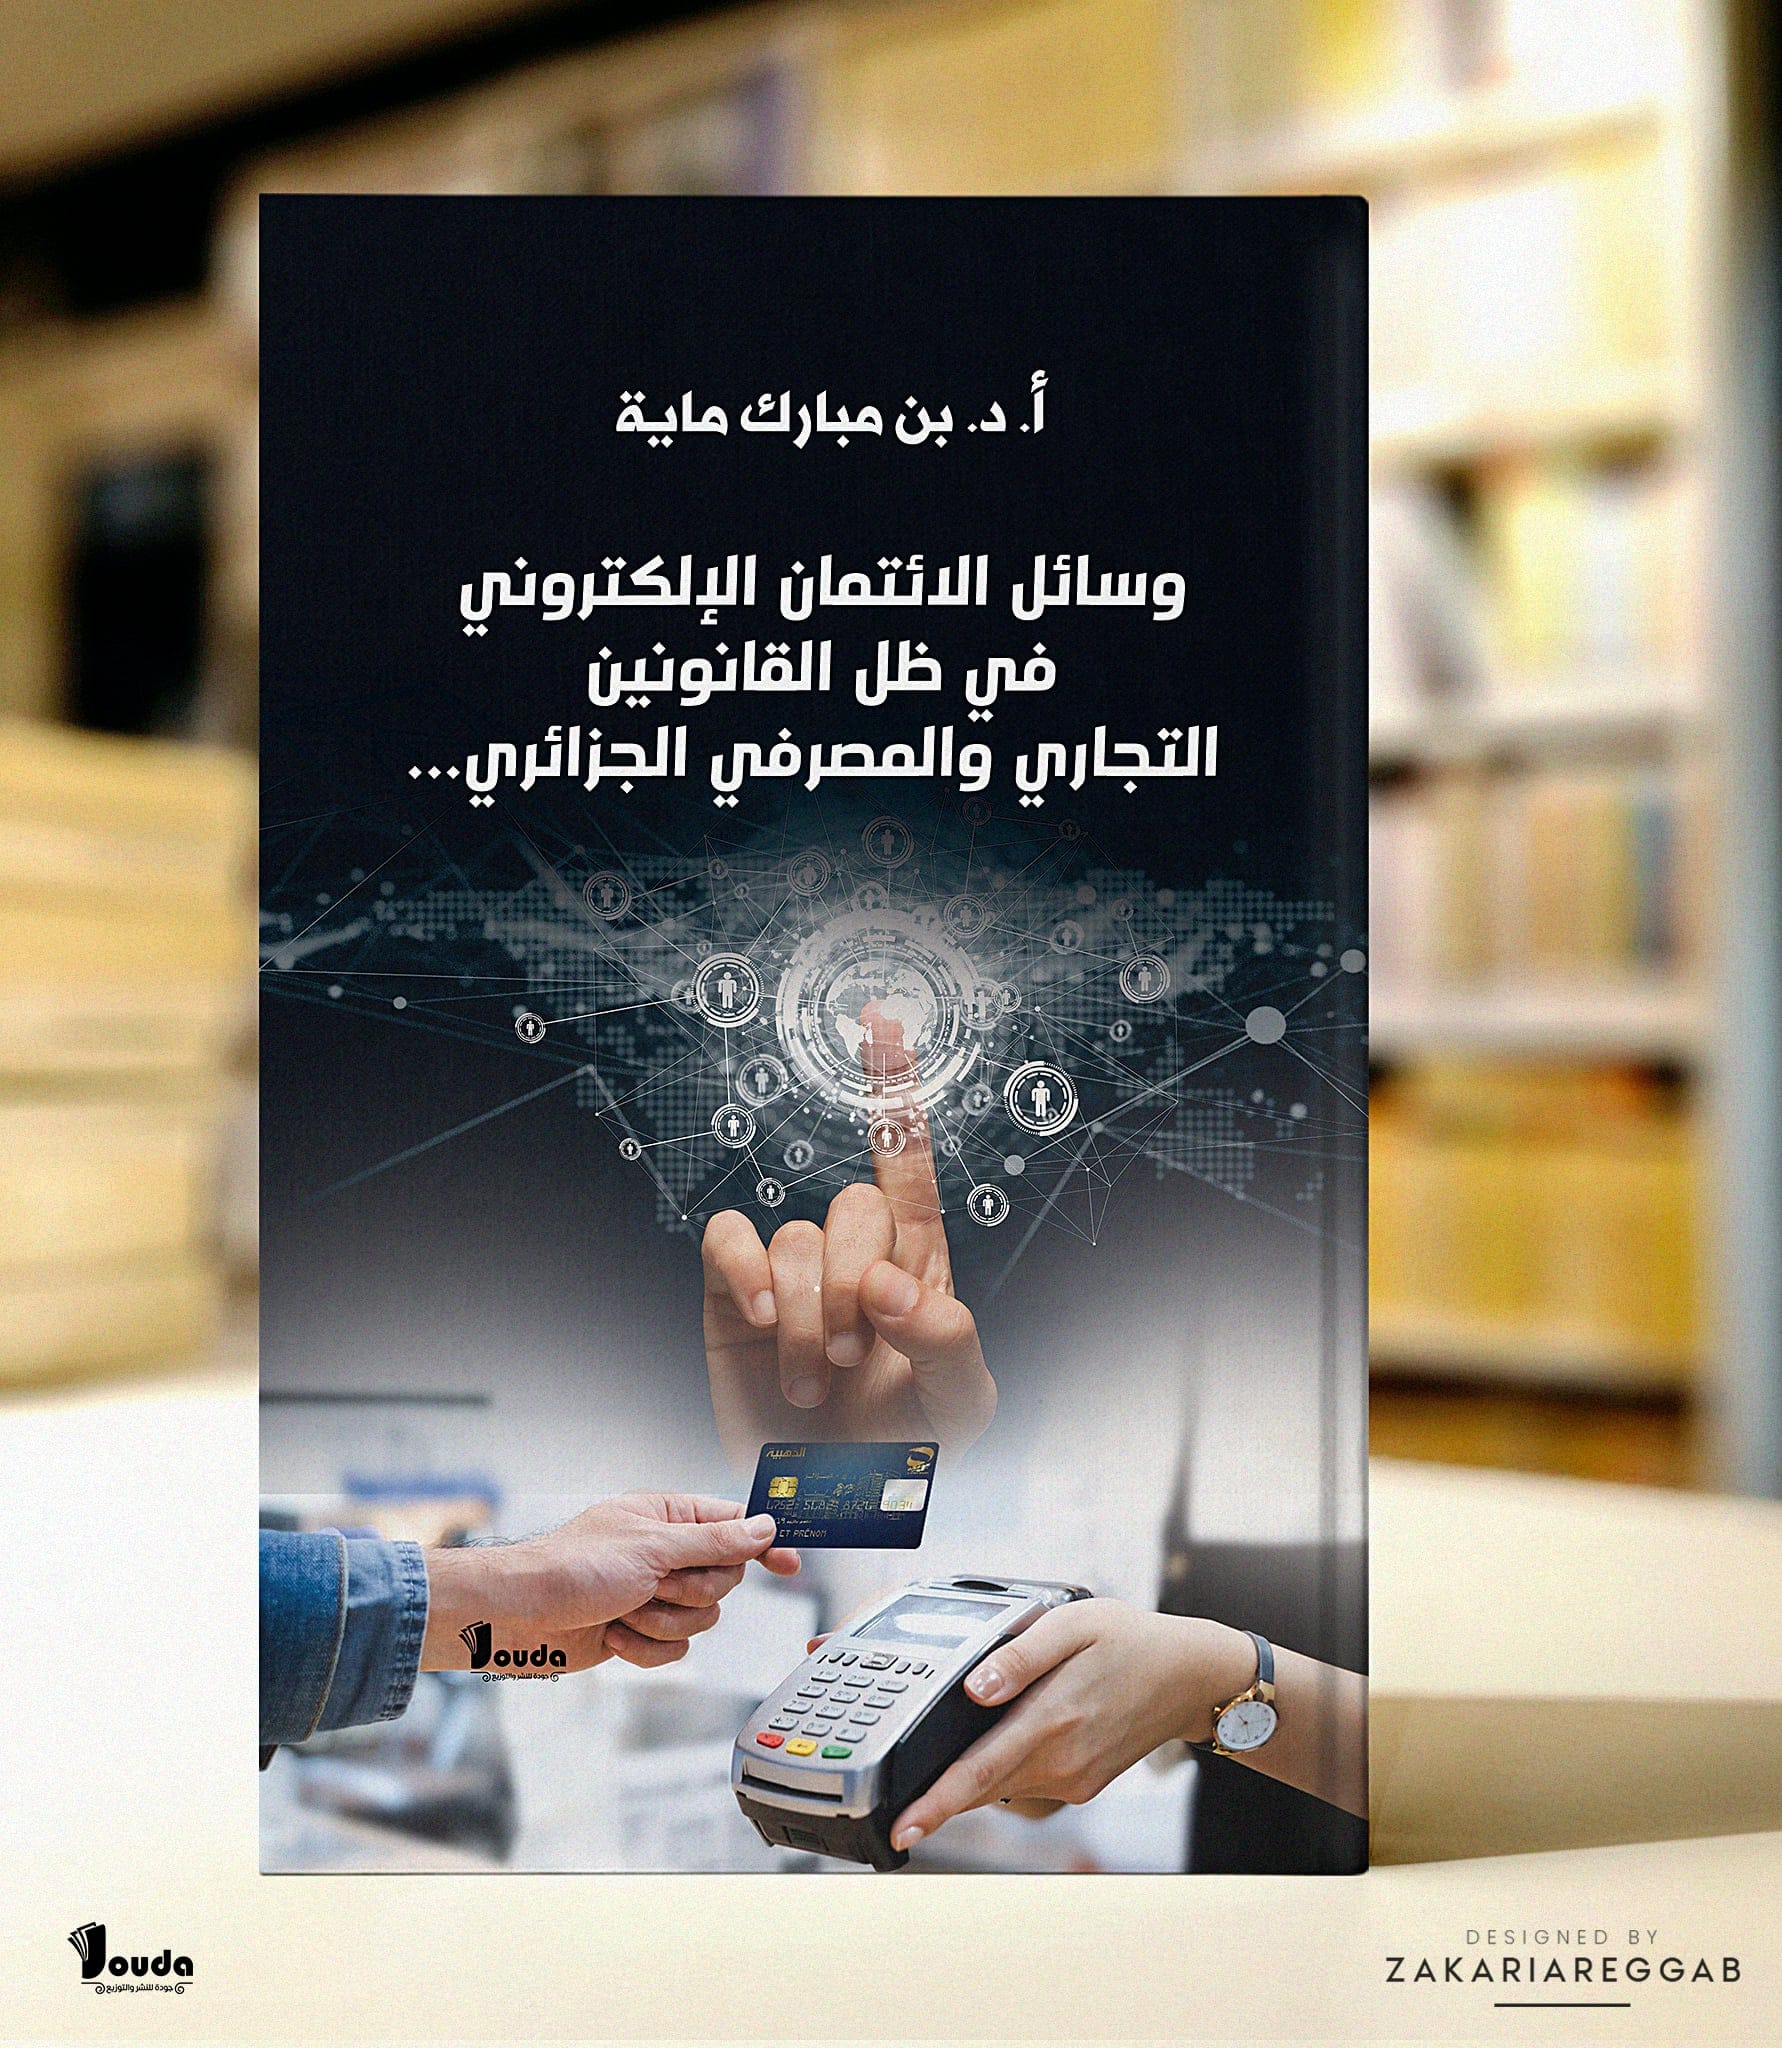 أ. د. بن مبارك ماية
وسائل الائتمان الإلكتروني
في ظل القانونين
التجاري والمصرفي الجزائري...
الذهبية
ET PRÉNOM
Jouda
جودة للنشر والتوزيع
Jouda
جودة للنشر والتوزيع
DESIGNED BY
ZAKARIAREGGAB